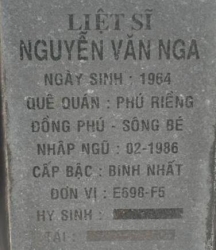 LIỆT SĨ
NGUYỄN VĂN NGA
NGÀY SINH : 1964
QUÊ QUÁN : PHÚ RIỀNG
ĐỒNG PHÚ - SÔNG BÉ
NHẬP NGŨ : 02-1986
CẤP BẬC : BINH NHẤT
ĐƠN VỊ : E696-F5
HY SINH :
TẠI :